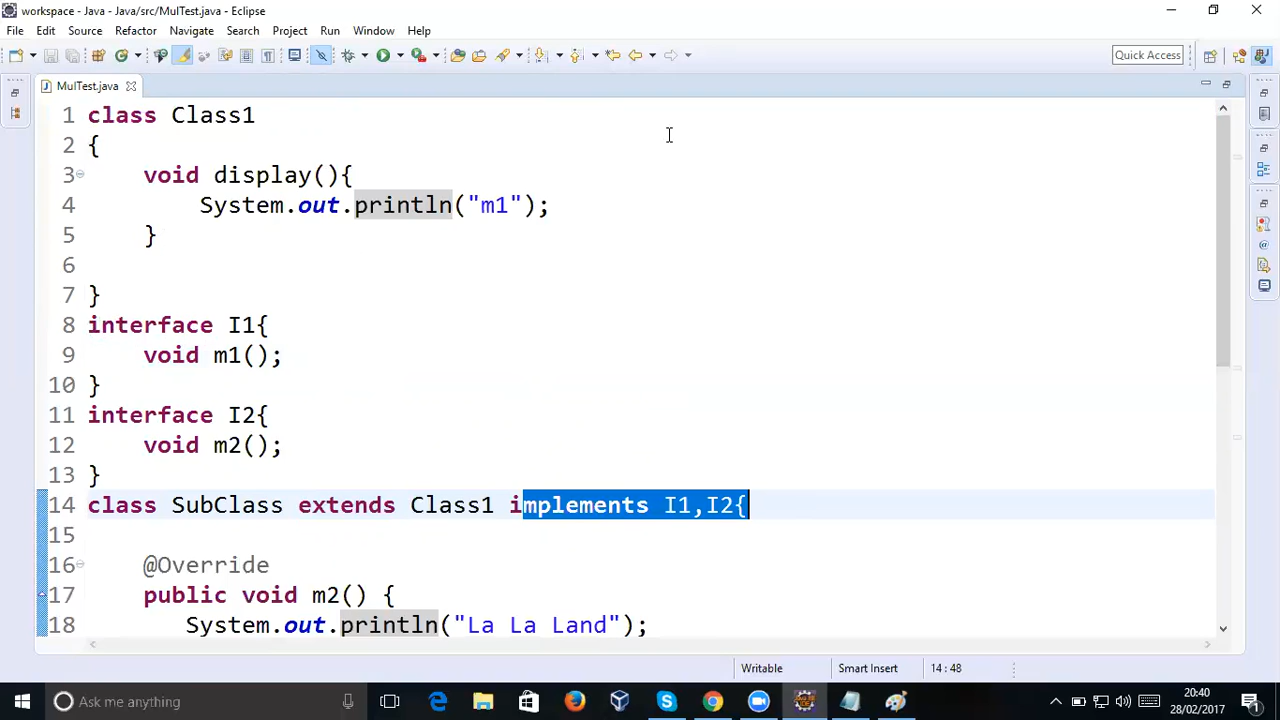 workspace - Java - Java/src/MulTest.java - Eclipse
File Edit Source Refactor Navigate Search Project Run Window Help
Quick Access
MulTest.java
1 class Class1
2 {
3 void display(){
4 System.out.println("m1");
5 }
6
7 }
8 interface I1{
9 void m1();
10 }
11 interface I2{
12 void m2();
13 }
14 class SubClass extends Class1 implements I1,I2{
15
16 @Override
17 public void m2() {
18 System.out.println("La La Land");
Writable Smart Insert 14 : 48
Ask me anything
20:40
28/02/2017